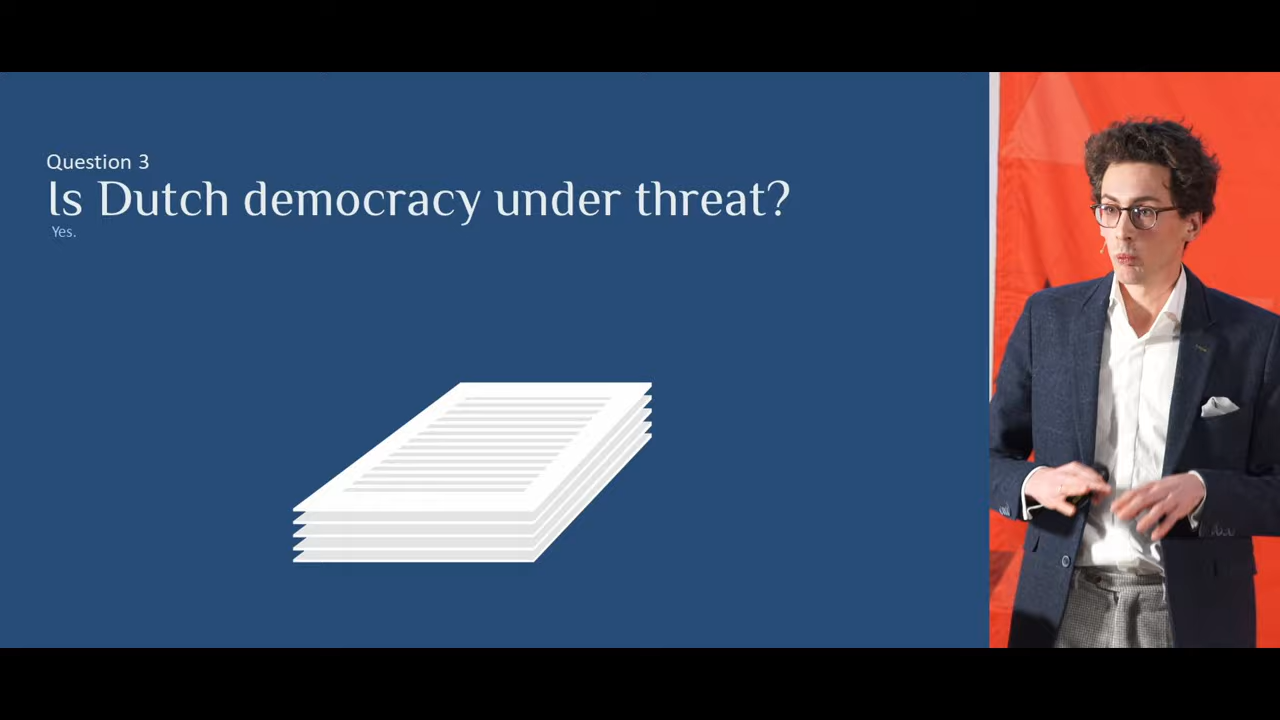 Question 3
Is Dutch democracy under threat?
Yes.